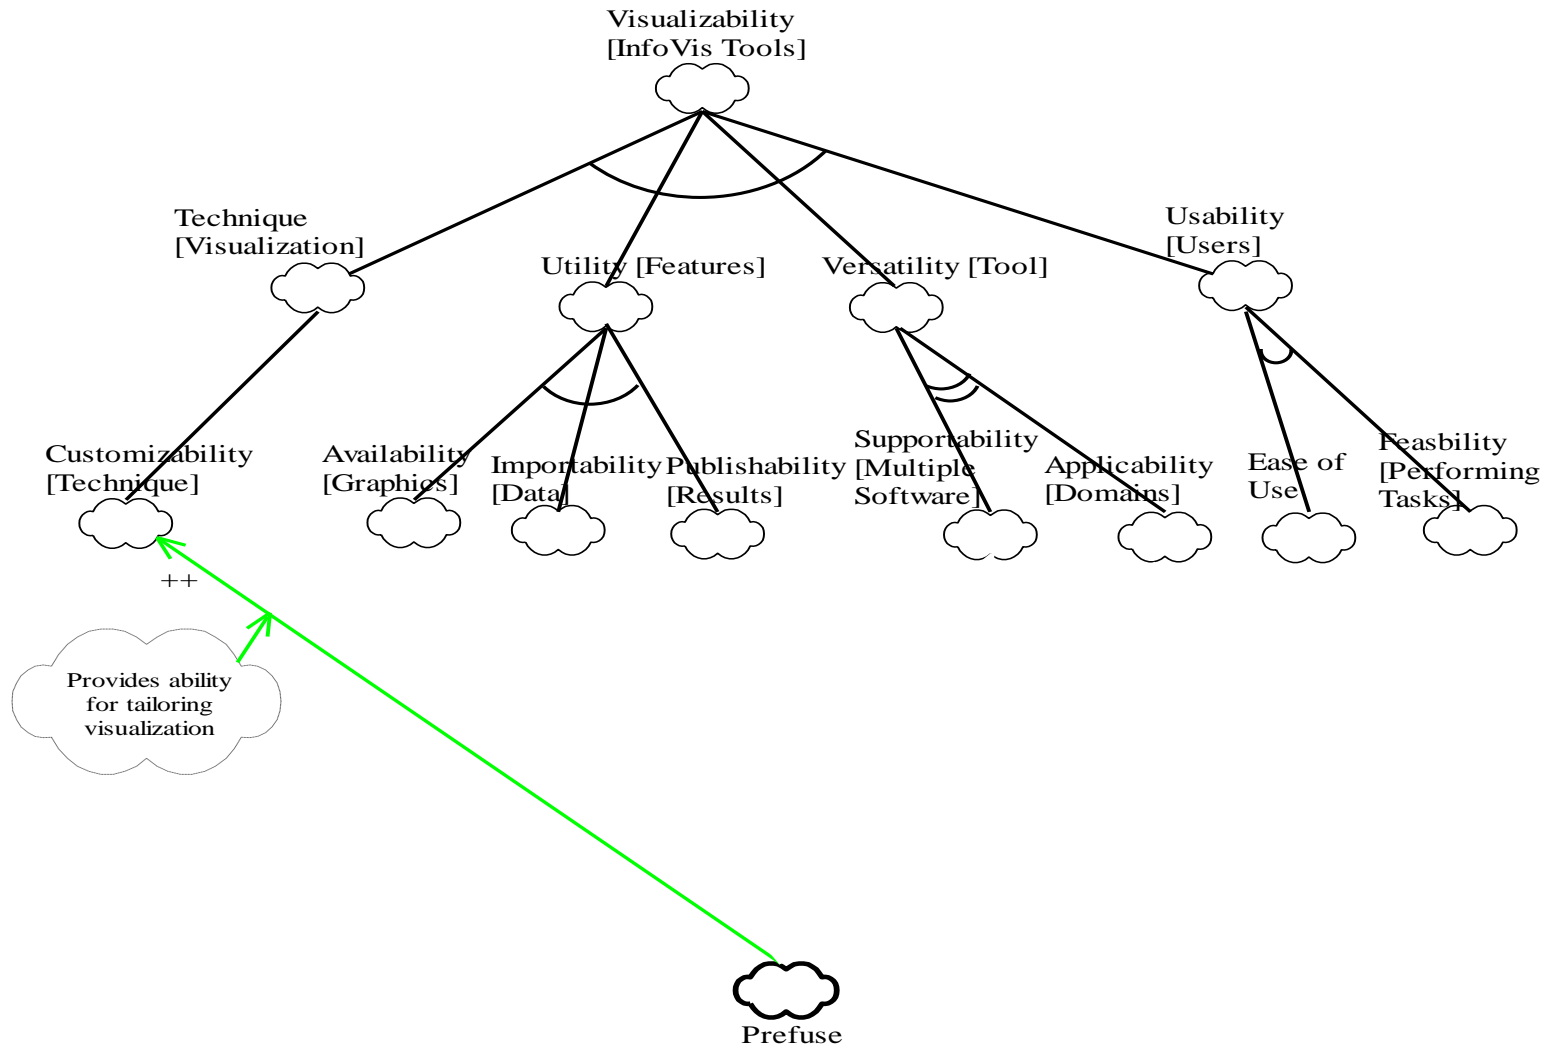 Visualizability
[InfoVis Tools]
Technique
[Visualization]
Utility [Features]
Versatility [Tool]
Usability
[Users]
Customizability
[Technique]
Availability
[Graphics]
Importability
[Data]
Publishability
[Results]
Supportability
[Multiple
Software]
Applicability
[Domains]
Ease of
Use
Feasbility
[Performing
Tasks]
++
Provides ability
for tailoring
visualization
Prefuse